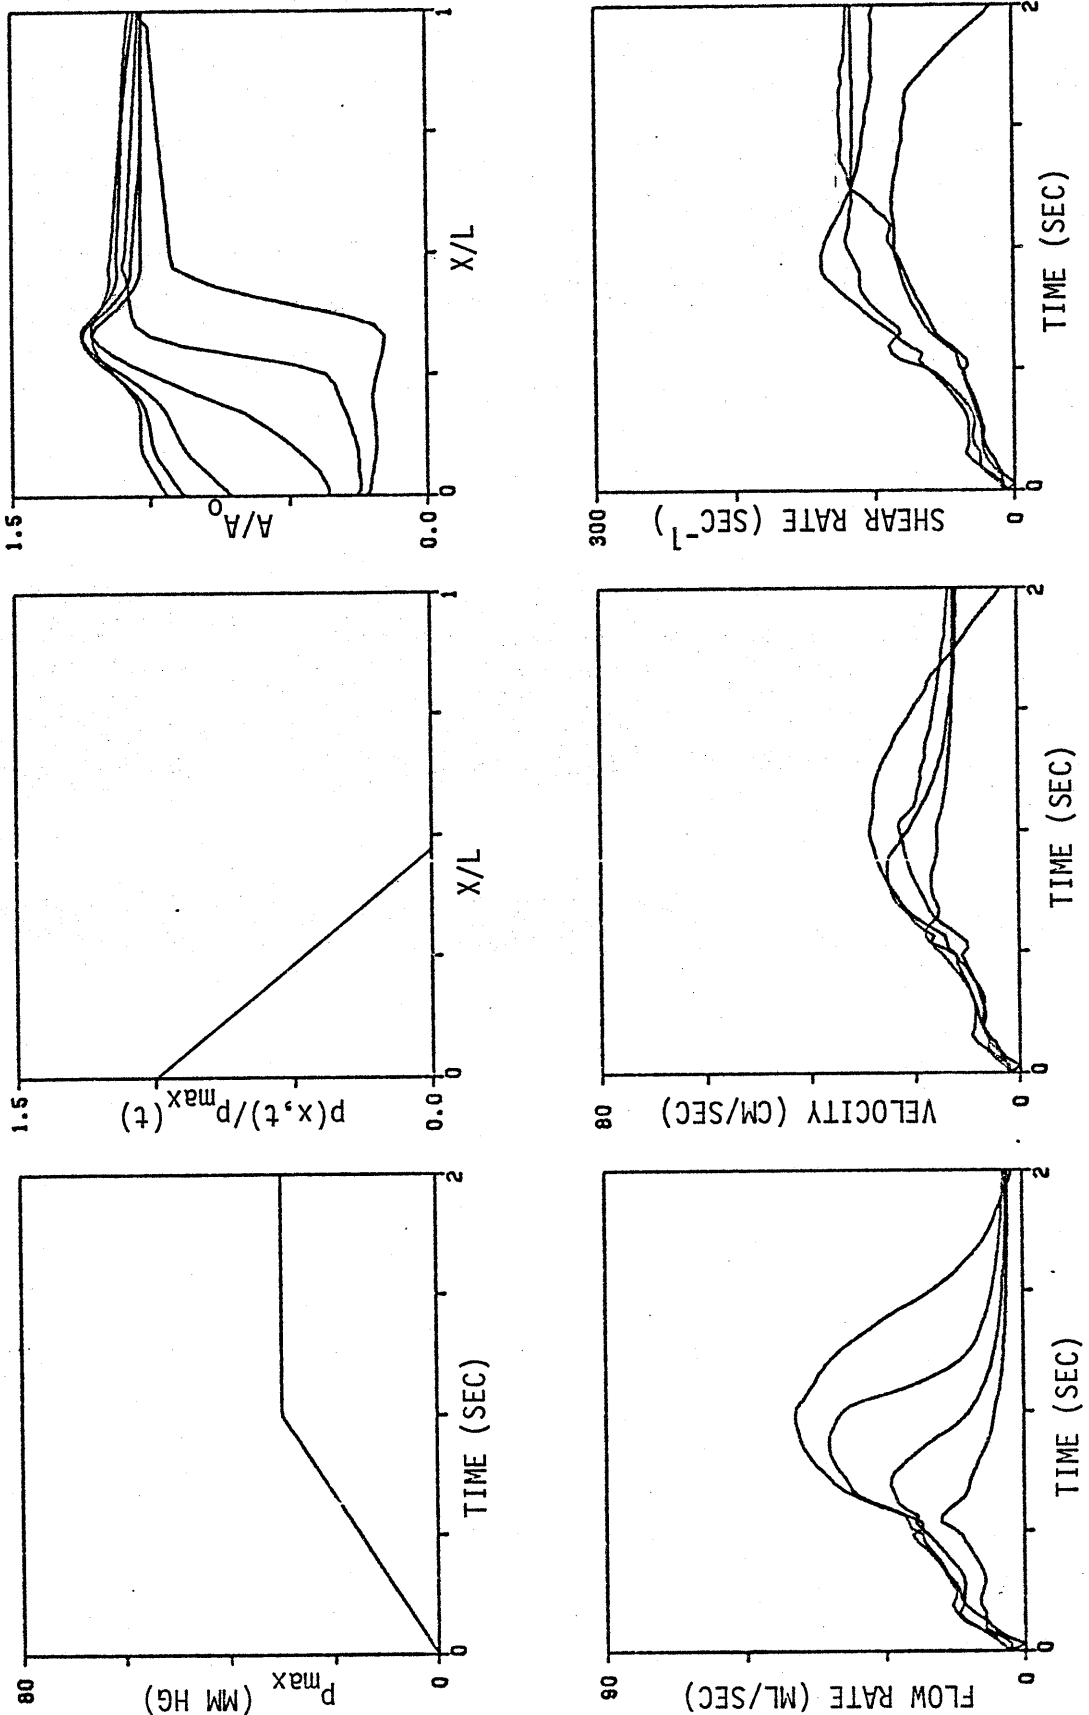 80
P max
(MM HG)
0
0
2
TIME (SEC)
1.5
p(x,t)/p max (t)
0.0
0
1
X/L
1.5
A/A o
0.0
0
1
X/L
90
FLOW RATE (ML/SEC)
0
0
2
TIME (SEC)
80
VELOCITY (CM/SEC)
0
0
2
TIME (SEC)
300
SHEAR RATE (SEC⁻¹)
0
0
2
TIME (SEC)